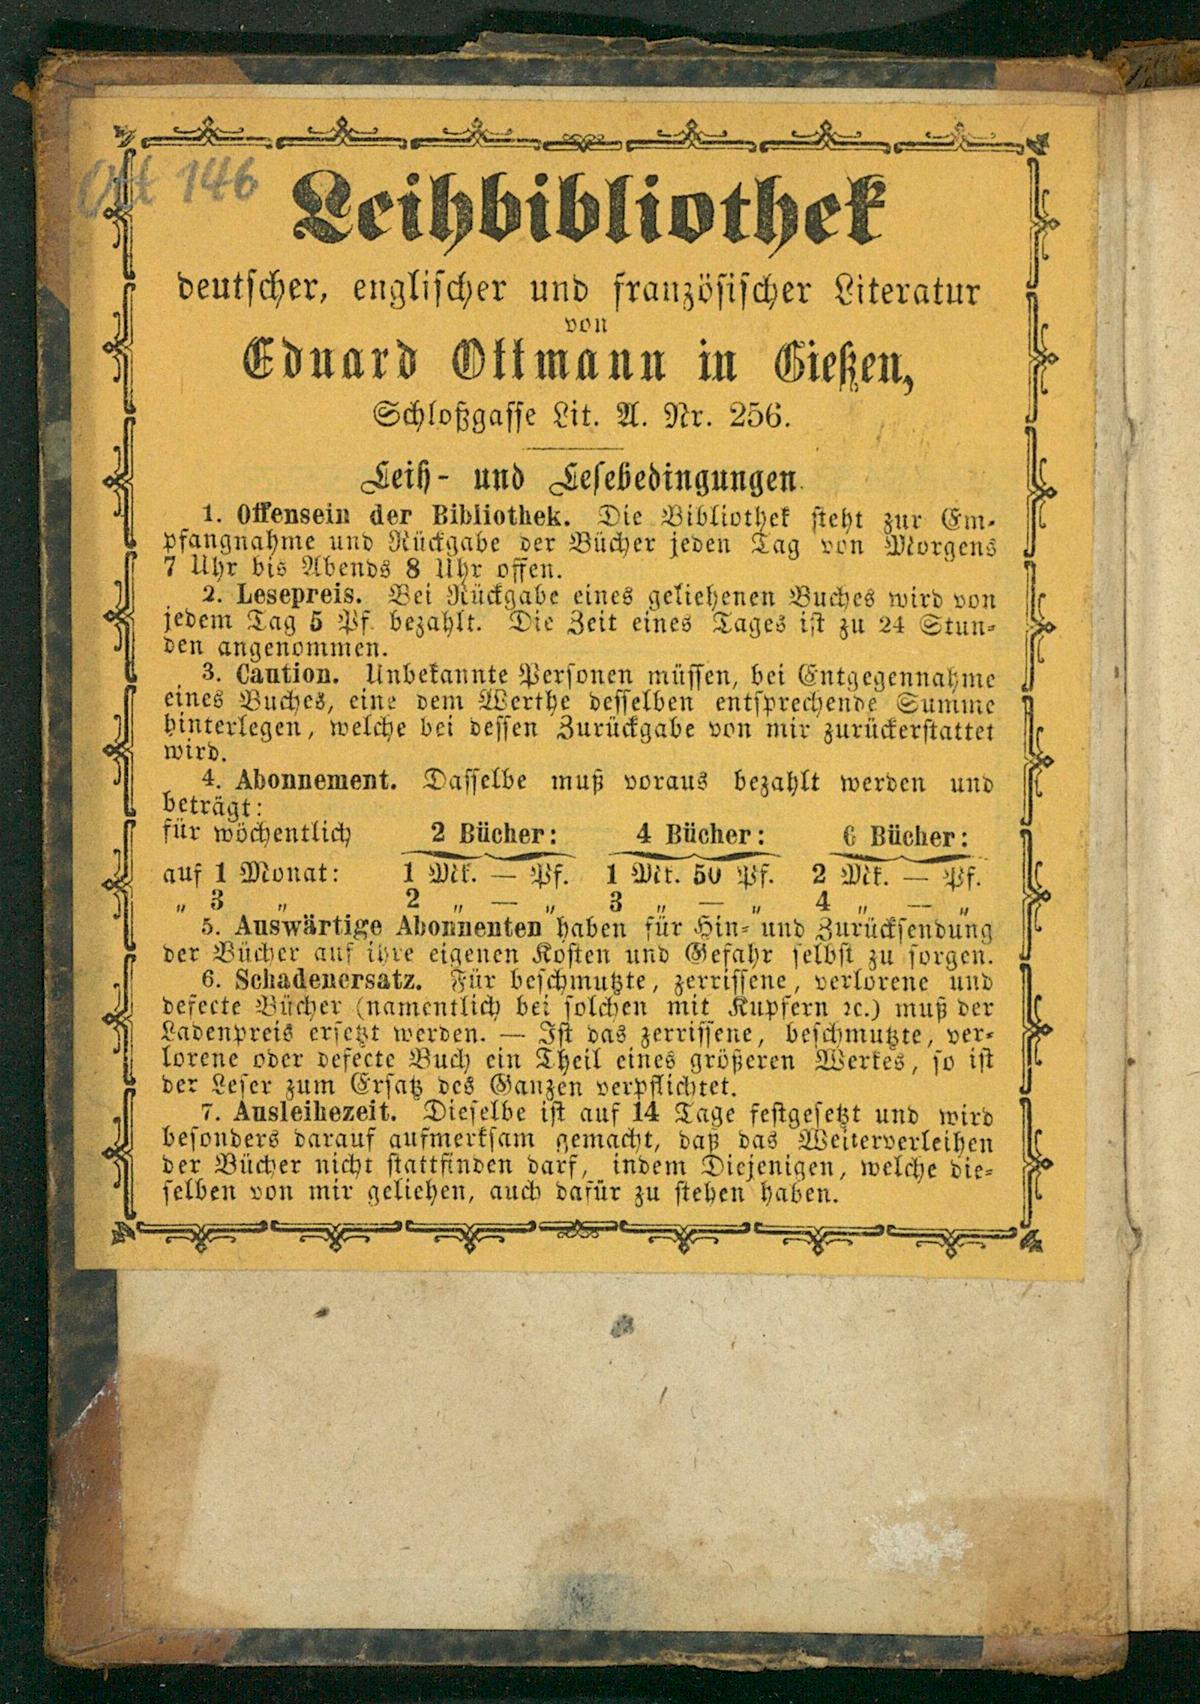 Ott 146
Leihbibliothek
deutscher, englischer und französischer Literatur
von
Eduard Ottmann in Gießen,
Schloßgasse Lit. A. Nr. 256.
Leih- und Lesebedingungen.
1. Offensein der Bibliothek. Die Bibliothek steht zur Em-
pfangnahme und Rückgabe der Bücher jeden Tag von Morgens
7 Uhr bis Abends 8 Uhr offen.
2. Lesepreis. Bei Rückgabe eines geliehenen Buches wird von
jedem Tag 5 Pf. bezahlt. Die Zeit eines Tages ist zu 24 Stun-
den angenommen.
3. Caution. Unbekannte Personen müssen, bei Entgegennahme
eines Buches, eine dem Werthe desselben entsprechende Summe
hinterlegen, welche bei dessen Zurückgabe von mir zurückerstattet
wird.
4. Abonnement. Dasselbe muß voraus bezahlt werden und
beträgt:
für wöchentlich 2 Bücher: 4 Bücher: 6 Bücher:
auf 1 Monat: 1 Mk. — Pf. 1 Mk. 50 Pf. 2 Mk. — Pf.
„ 3 „ 2 „ — „ 3 „ — „ 4 „ — „
5. Auswärtige Abonnenten haben für Hin- und Zurücksendung
der Bücher auf ihre eigenen Kosten und Gefahr selbst zu sorgen.
6. Schadenersatz. Für beschmutzte, zerrissene, verlorene und
defecte Bücher (namentlich bei solchen mit Kupfern ꝛc.) muß der
Ladenpreis ersetzt werden. — Ist das zerrissene, beschmutzte, ver-
lorene oder defecte Buch ein Theil eines größeren Werkes, so ist
der Leser zum Ersatz des Ganzen verpflichtet.
7. Ausleihezeit. Dieselbe ist auf 14 Tage festgesetzt und wird
besonders darauf aufmerksam gemacht, daß das Weiterverleihen
der Bücher nicht stattfinden darf, indem Diejenigen, welche die-
selben von mir geliehen, auch dafür zu stehen haben.